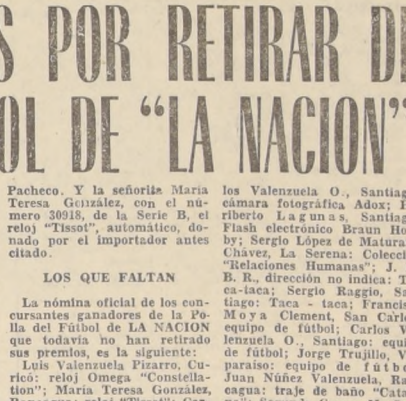 S POR RETIRAR DE
OL DE "LA NACION"
Pacheco. Y la señorita María
Teresa González, con el nú-
mero 30918, de la Serie B, el
reloj "Tissot", automático, do-
nado por el importador antes
citado.
LOS QUE FALTAN
La nómina oficial de los con-
cursantes ganadores de la Po-
lla del Fútbol de LA NACION
que todavía no han retirado
sus premios, es la siguiente:
Luis Valenzuela Pizarro, Cu-
ricó: reloj Omega "Constella-
tion"; María Teresa González,
los Valenzuela O., Santiag
cámara fotográfica Adox; H
riberto Lagunas, Santiag
Flash electrónico Braun Ho
by; Sergio López de Matura
Chávez, La Serena: Colecci
"Relaciones Humanas"; J.
B. R., dirección no indica: T
ca-taca; Sergio Raggio, Sa
tiago: Taca - taca; Francis
Moya Clement, San Carlo
equipo de fútbol; Carlos V
lenzuela O., Santiago: equi
de fútbol; Jorge Trujillo, V
paraíso: equipo de fútbo
Juan Núñez Valenzuela, Ra
cagua: traje de baño "Cata